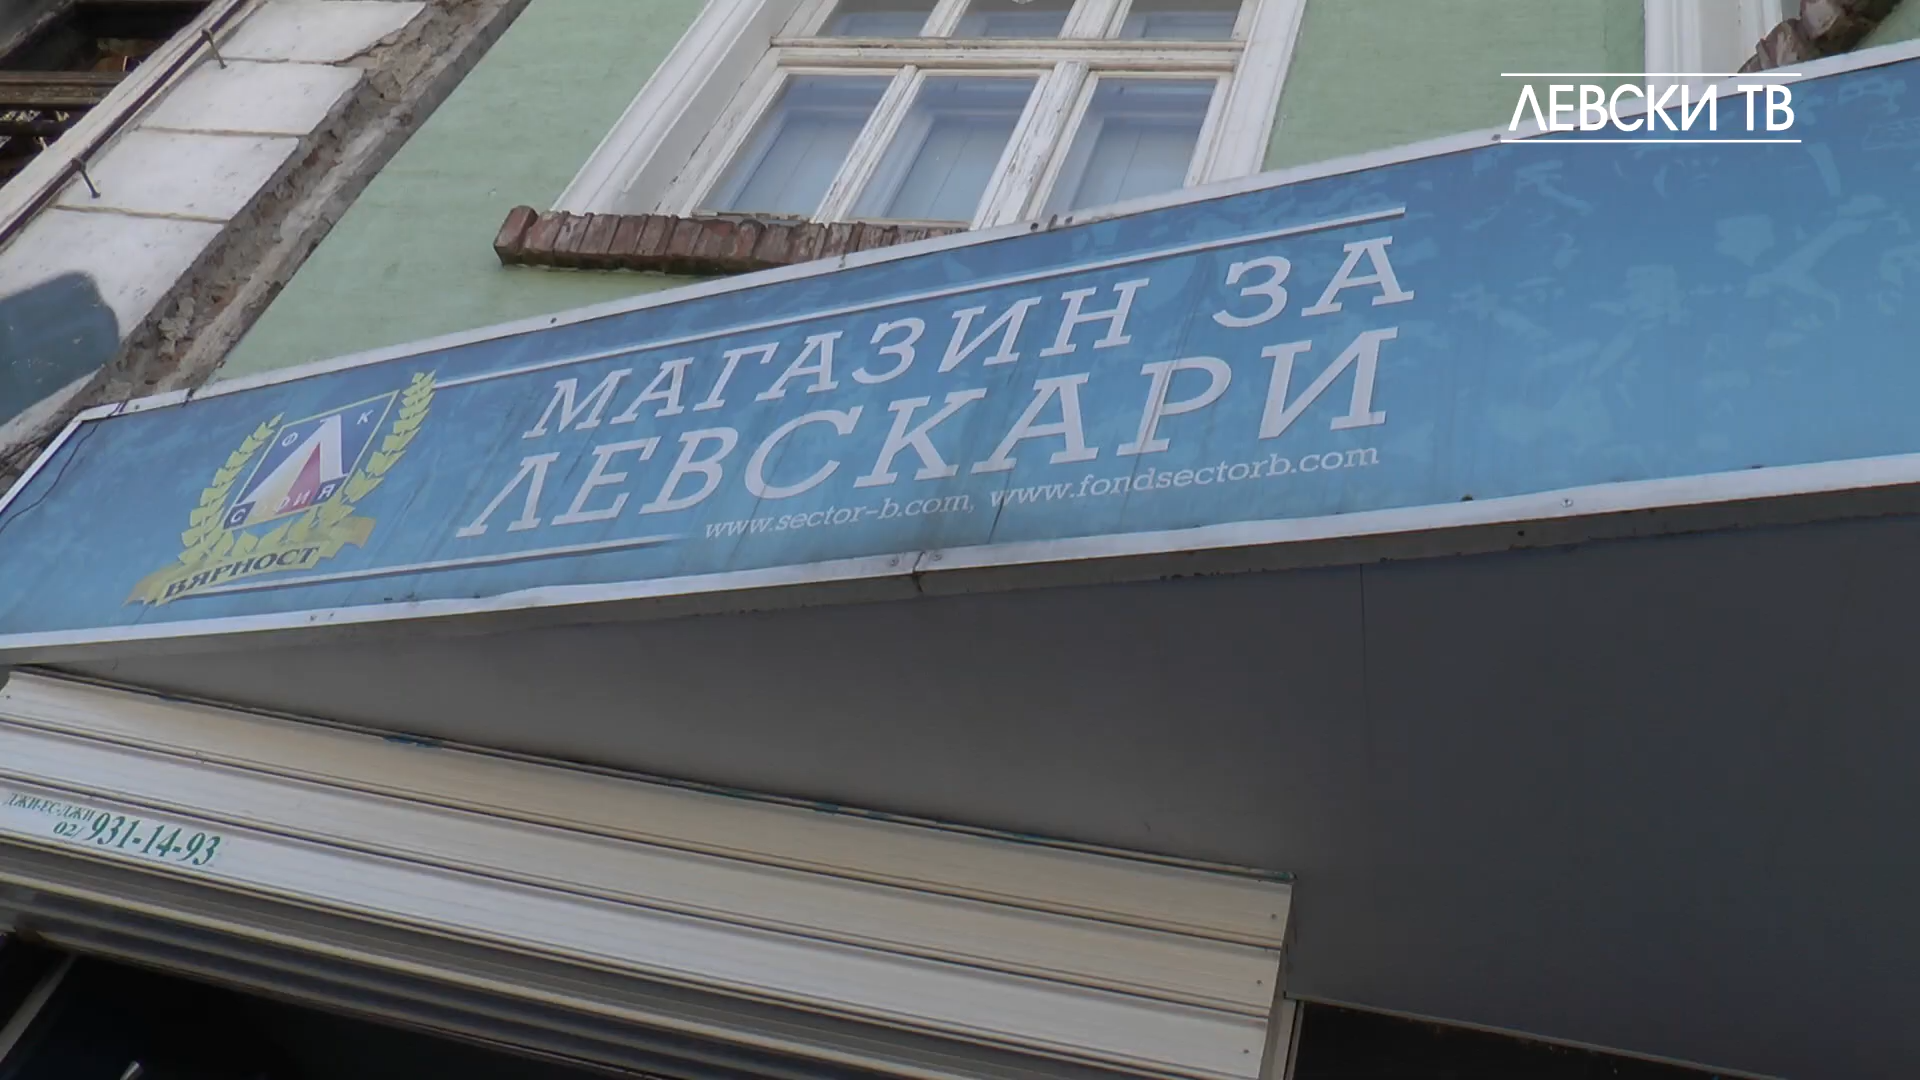 ЛЕВСКИ ТВ
МАГАЗИН ЗА
ЛЕВСКАРИ
www.sector-b.com, www.fondsectorb.com
Ф К
СОФИЯ
ВЯРНОСТ
ДЖИ-ЕС-ДЖИ
02/ 931-14-93